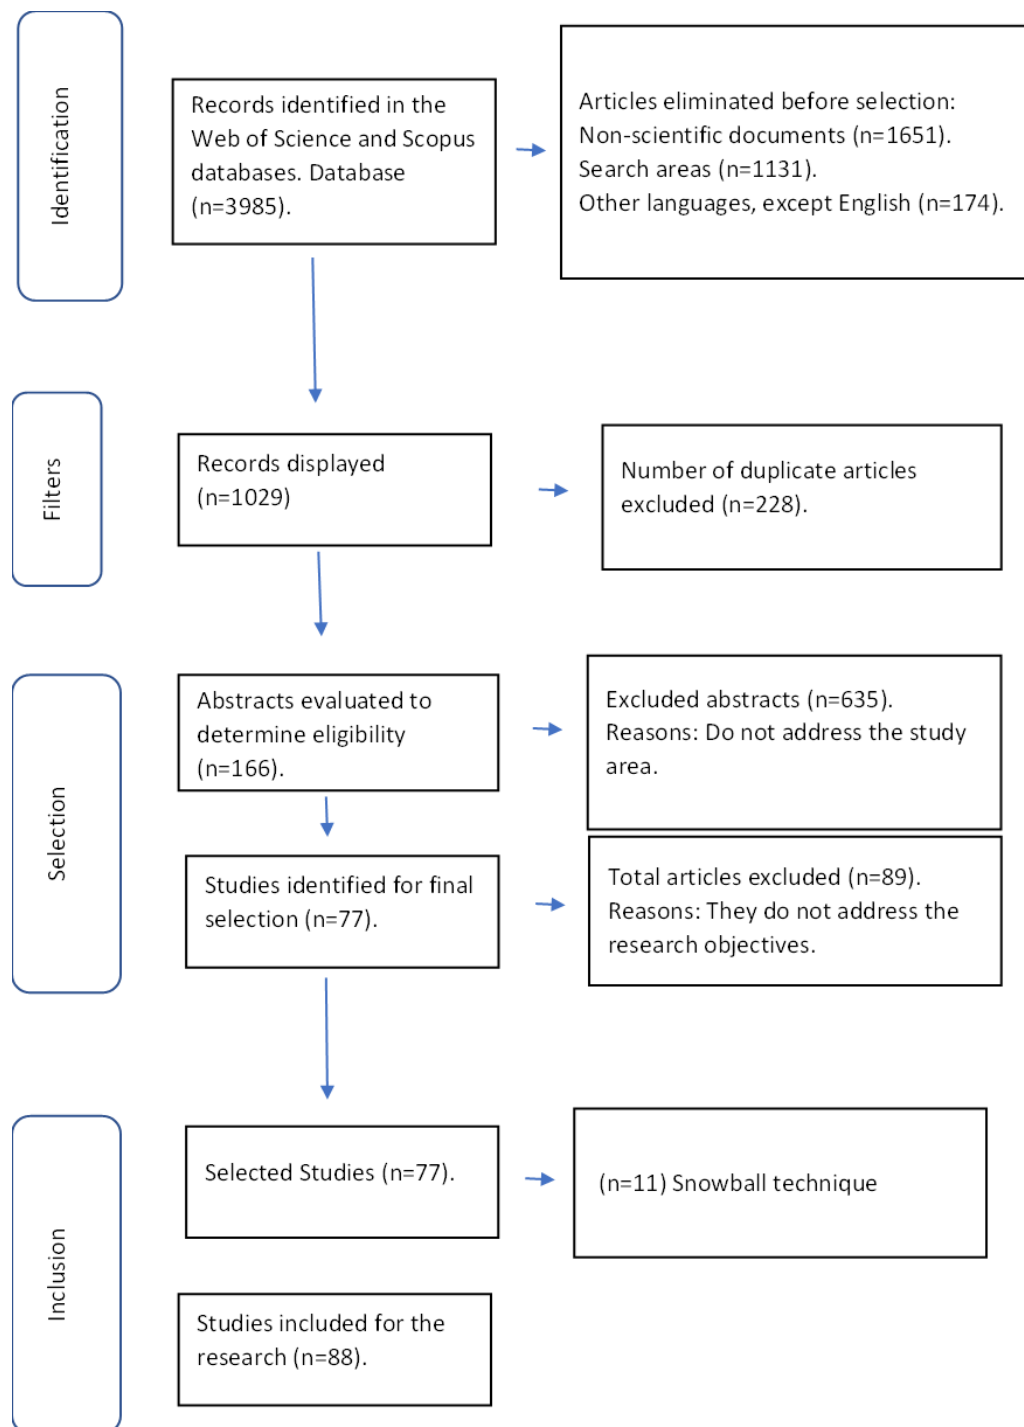 Identification
Records identified in the
Web of Science and Scopus
databases. Database
(n=3985).
Articles eliminated before selection:
Non-scientific documents (n=1651).
Search areas (n=1131).
Other languages, except English (n=174).
Filters
Records displayed
(n=1029)
Number of duplicate articles
excluded (n=228).
Selection
Abstracts evaluated to
determine eligibility
(n=166).
Excluded abstracts (n=635).
Reasons: Do not address the study
area.
Studies identified for final
selection (n=77).
Total articles excluded (n=89).
Reasons: They do not address the
research objectives.
Inclusion
Selected Studies (n=77).
(n=11) Snowball technique
Studies included for the
research (n=88).